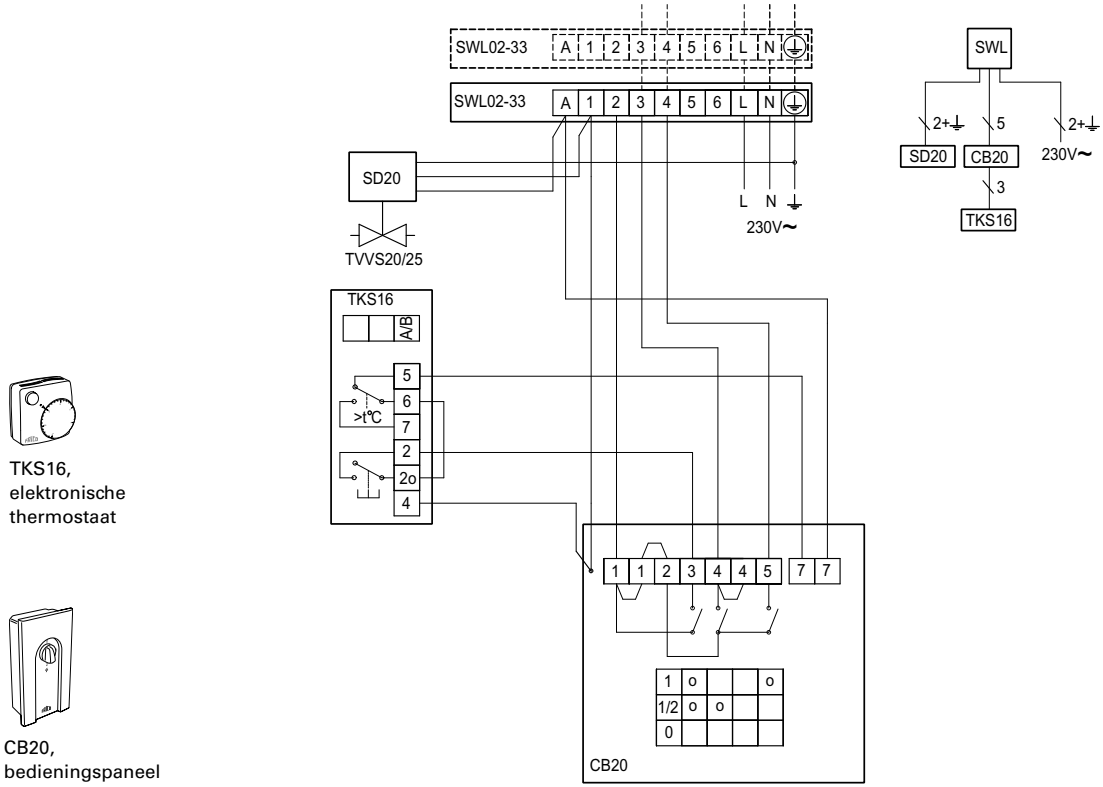 SWL02-33 A 1 2 3 4 5 6 L N
SWL02-33 A 1 2 3 4 5 6 L N
SD20
TVVS20/25
L N
230V~
SWL
2+
5
2+
SD20
CB20
230V~
3
TKS16
TKS16
A/B
5
6
>t°C
7
2
2o
4
TKS16,
elektronische
thermostaat
1 1 2 3 4 4 5 7 7
1 o o
1/2 o o
0
CB20
CB20,
bedieningspaneel